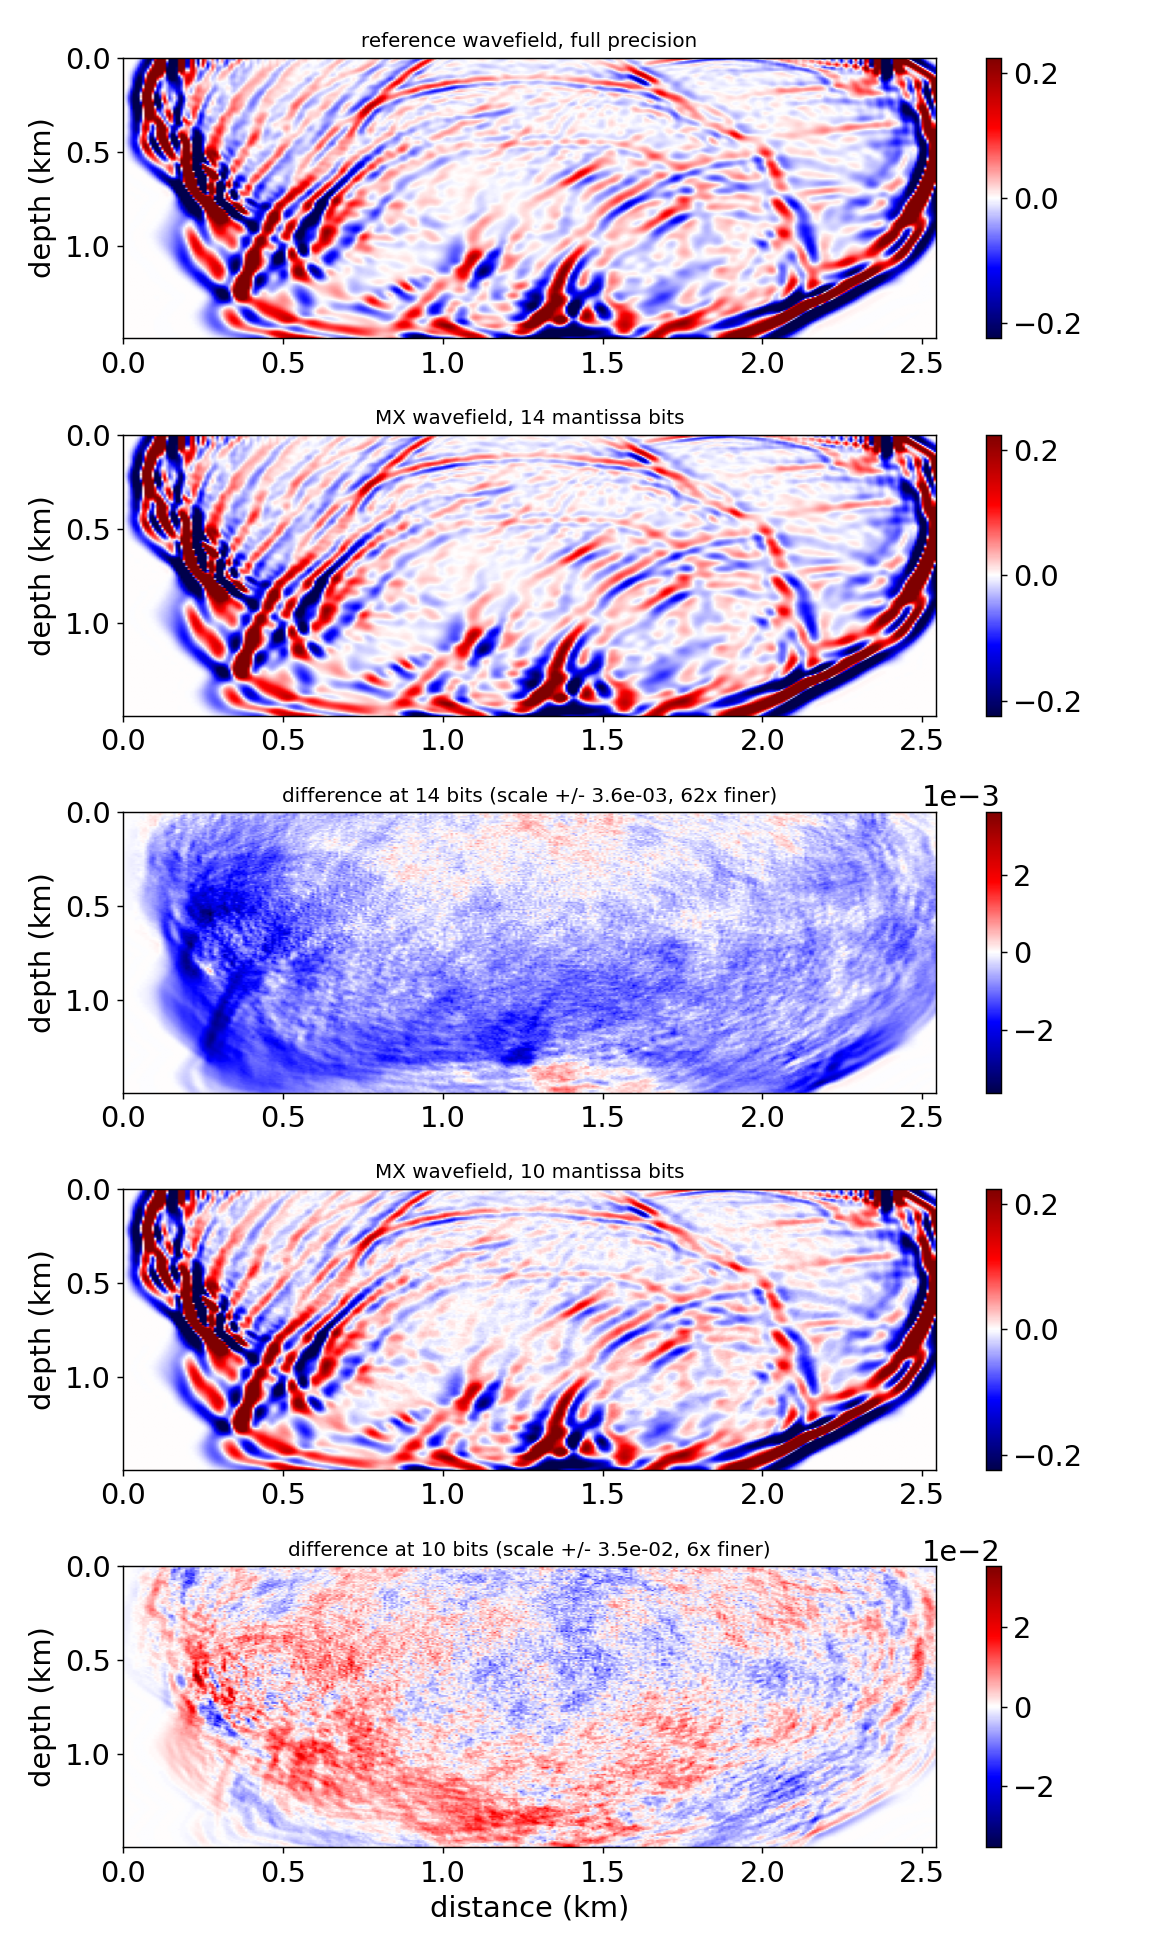 reference wavefield, full precision
0.0
0.5
1.0
depth (km)
0.0 0.5 1.0 1.5 2.0 2.5
0.2
0.0
−0.2
MX wavefield, 14 mantissa bits
0.0
0.5
1.0
depth (km)
0.0 0.5 1.0 1.5 2.0 2.5
0.2
0.0
−0.2
difference at 14 bits (scale +/- 3.6e-03, 62x finer)
1e−3
0.0
0.5
1.0
depth (km)
0.0 0.5 1.0 1.5 2.0 2.5
2
0
−2
MX wavefield, 10 mantissa bits
0.0
0.5
1.0
depth (km)
0.0 0.5 1.0 1.5 2.0 2.5
0.2
0.0
−0.2
difference at 10 bits (scale +/- 3.5e-02, 6x finer)
1e−2
0.0
0.5
1.0
depth (km)
0.0 0.5 1.0 1.5 2.0 2.5
distance (km)
2
0
−2